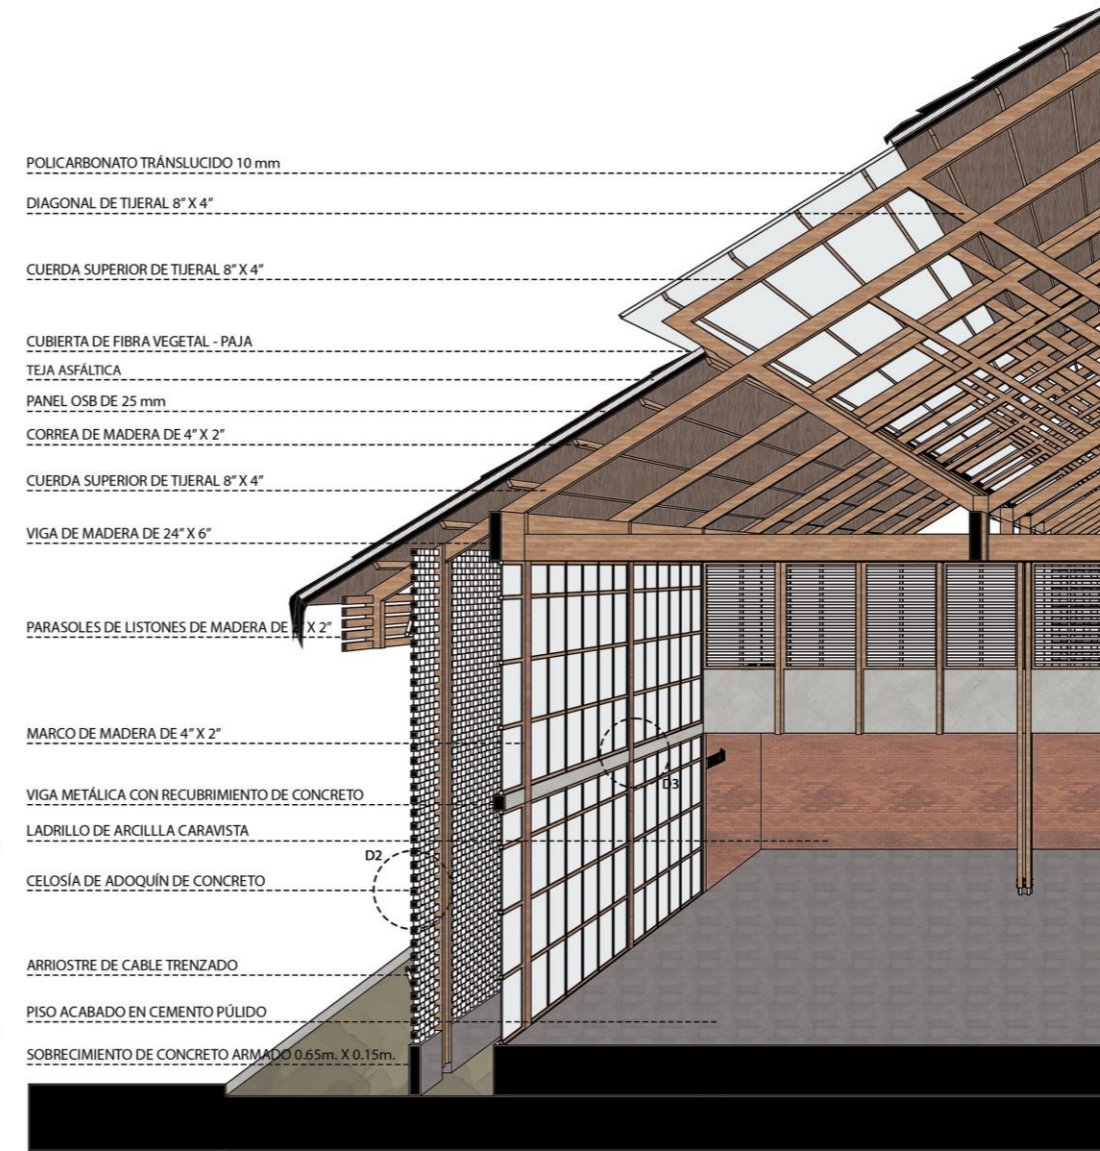 POLICARBONATO TRÁNSLUCIDO 10 mm
DIAGONAL DE TIJERAL 8" X 4"
CUERDA SUPERIOR DE TIJERAL 8" X 4"
CUBIERTA DE FIBRA VEGETAL - PAJA
TEJA ASFÁLTICA
PANEL OSB DE 25 mm
CORREA DE MADERA DE 4" X 2"
CUERDA SUPERIOR DE TIJERAL 8" X 4"
VIGA DE MADERA DE 24" X 6"
PARASOLES DE LISTONES DE MADERA DE X 2"
MARCO DE MADERA DE 4" X 2"
D3
VIGA METÁLICA CON RECUBRIMIENTO DE CONCRETO
LADRILLO DE ARCILLLA CARAVISTA
D2
CELOSÍA DE ADOQUÍN DE CONCRETO
ARRIOSTRE DE CABLE TRENZADO
PISO ACABADO EN CEMENTO PÚLIDO
SOBRECIMIENTO DE CONCRETO ARMADO 0.65m. X 0.15m.